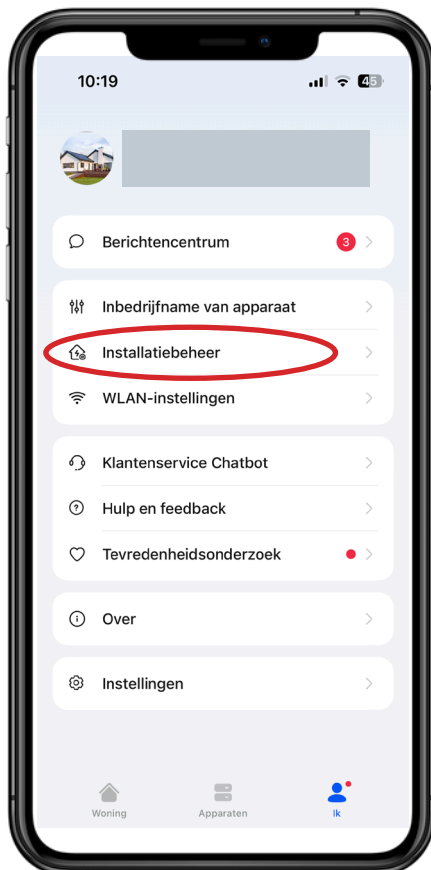 10:19
45
Berichtencentrum 3
Inbedrijfname van apparaat
Installatiebeheer
WLAN-instellingen
Klantenservice Chatbot
Hulp en feedback
Tevredenheidsonderzoek
Over
Instellingen
Woning Apparaten Ik